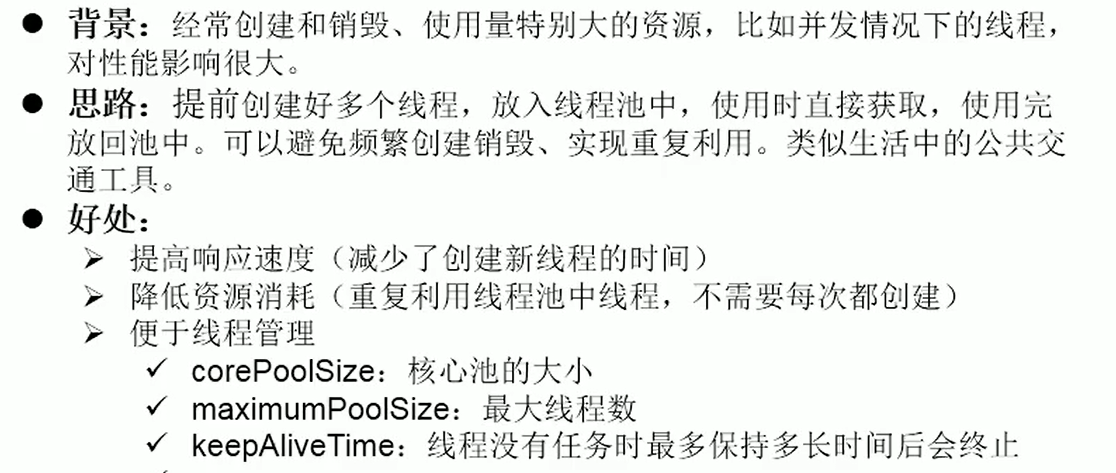 ● 背景：经常创建和销毁、使用量特别大的资源，比如并发情况下的线程，
对性能影响很大。
● 思路：提前创建好多个线程，放入线程池中，使用时直接获取，使用完
放回池中。可以避免频繁创建销毁、实现重复利用。类似生活中的公共交
通工具。
● 好处：
➢ 提高响应速度（减少了创建新线程的时间）
➢ 降低资源消耗（重复利用线程池中线程，不需要每次都创建）
➢ 便于线程管理
✓ corePoolSize：核心池的大小
✓ maximumPoolSize：最大线程数
✓ keepAliveTime：线程没有任务时最多保持多长时间后会终止